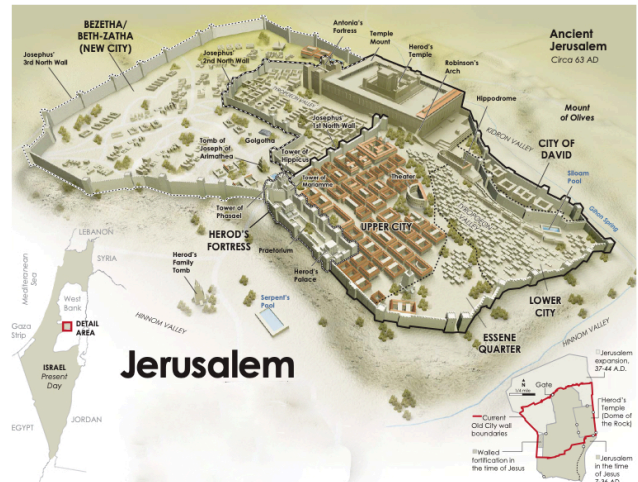 BEZETHA/
BETH-ZATHA
(NEW CITY)
Antonia's
Fortress
Temple
Mount
Herod's
Temple
Robinson's
Arch
Ancient
Jerusalem
Circa 63 AD
Josephus'
3rd North Wall
Josephus'
2nd North Wall
Hippodrome
Mount
of Olives
Josephus
1st North Wall
KIDRON VALLEY
CITY OF
DAVID
Tomb of
Joseph of
Arimathea
Golgotha
Tower of
Hippicus
Tower of
Mariamme
Theater
Siloam
Pool
Gihon Spring
Tower of
Phasael
UPPER CITY
HEROD'S
FORTRESS
Praetorium
Herod's
Family
Tomb
Herod's
Palace
LOWER
CITY
Serpent's
Pool
HINNOM VALLEY
ESSENE
QUARTER
HINNOM VALLEY
LEBANON
SYRIA
Mediterranean
Sea
West
Bank
Gaza
Strip
DETAIL
AREA
ISRAEL
Present
Day
EGYPT
JORDAN
Jerusalem
Jerusalem
expansion,
37-44 A.D.
N
1/4 mile
Gate
Herod's
Temple
(Dome of
the Rock)
Current
Old City wall
boundaries
Walled
fortification in
the time of Jesus
Jerusalem
in the time
of Jesus